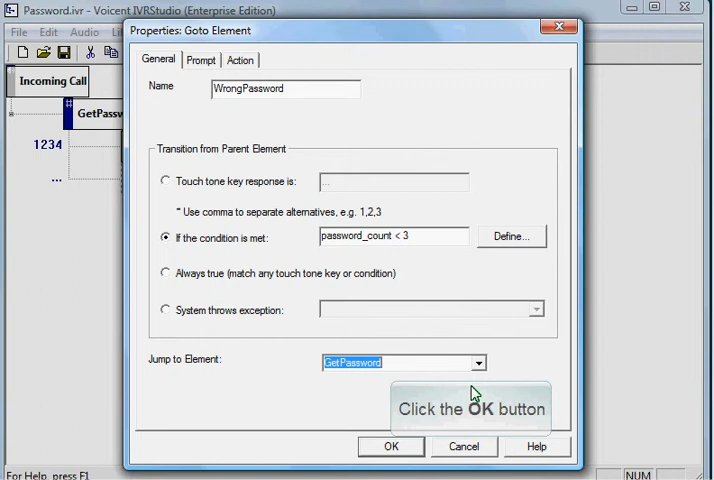 Password.ivr - Voicent IVRStudio (Enterprise Edition)
File Edit Audio
Properties: Goto Element
General Prompt Action
Incoming Call
Name WrongPassword
# GetPassw
1234
...
Transition from Parent Element
Touch tone key response is: ...
* Use comma to separate alternatives, e.g. 1,2,3
If the condition is met: password_count < 3 Define...
Always true (match any touch tone key or condition)
System throws exception:
Jump to Element: GetPassword
Click the OK button
OK Cancel Help
For Help, press F1
NUM